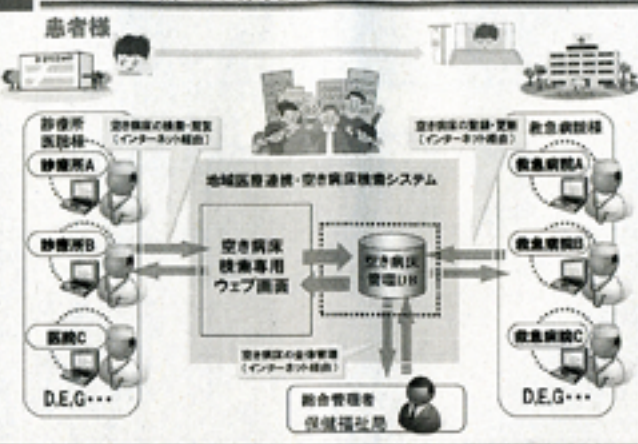 患者様
診療所
医院様
診療所A
診療所B
医院C
D,E,G・・・
空き病床の検索・閲覧
(インターネット経由)
地域医療連携・空き病床検索システム
空き病床
検索専用
ウェブ画面
空き病床
管理DB
空き病床の全体管理
(インターネット経由)
総合管理者
保健福祉局
空き病床の登録・更新
(インターネット経由)
救急病院様
救急病院A
救急病院B
救急病院C
D,E,G・・・